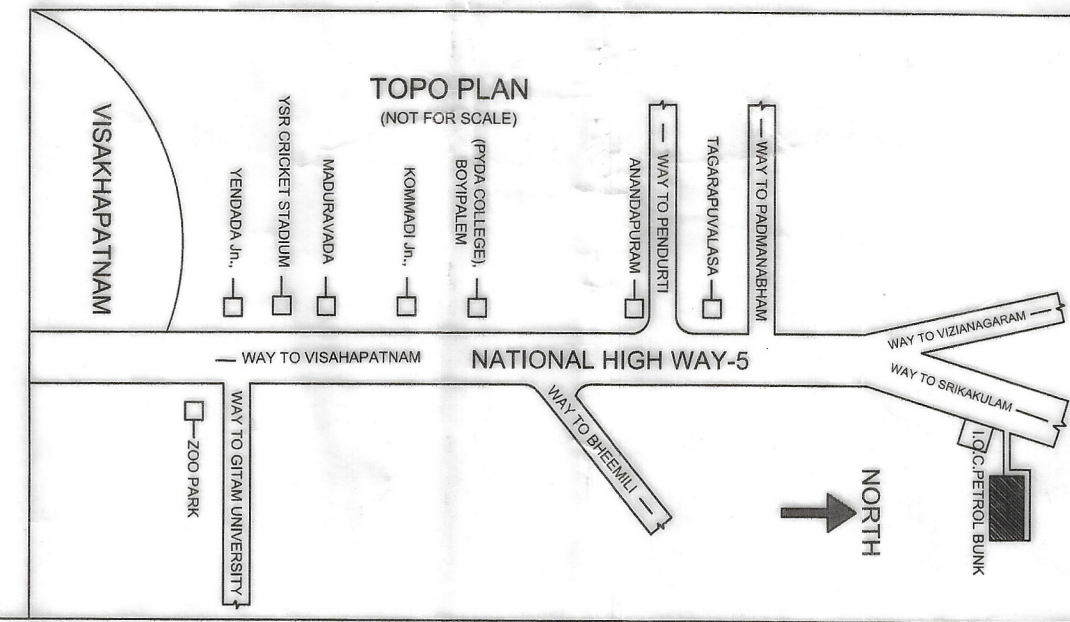 TOPO PLAN
(NOT FOR SCALE)
VISAKHAPATNAM
YENDADA Jn.,
YSR CRICKET STADIUM
MADURAVADA
KOMMADI Jn.,
(PYDA COLLEGE),
BOYIPALEM
ANANDAPURAM
WAY TO PENDURTI
TAGARAPUVALASA
WAY TO PADMANABHAM
WAY TO VIZIANAGARAM
WAY TO SRIKAKULAM
WAY TO VISAHAPATNAM
NATIONAL HIGH WAY-5
ZOO PARK
WAY TO GITAM UNIVERSITY
WAY TO BHEEMILI
NORTH
I.O.C.PETROL BUNK